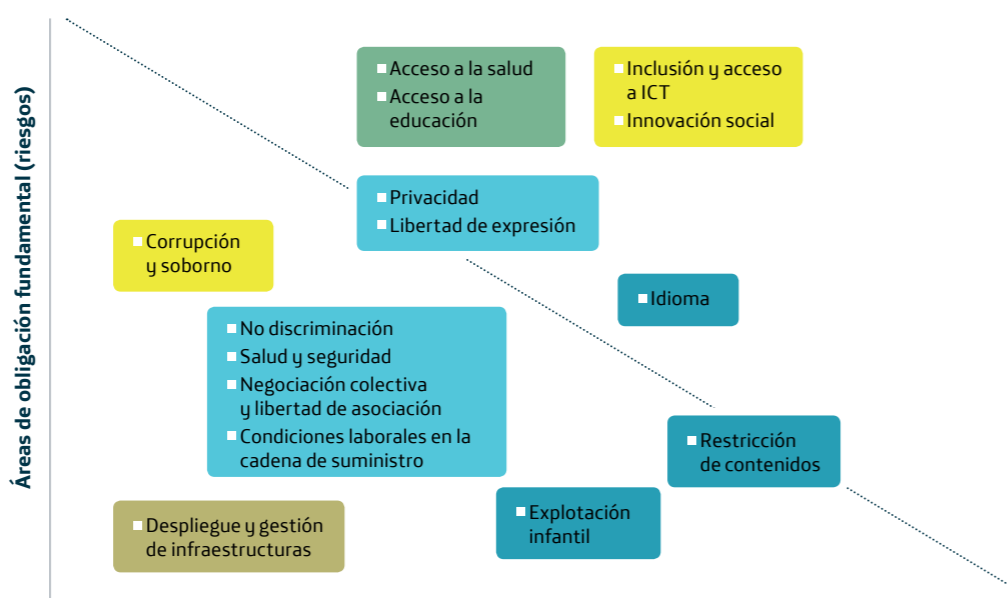 Áreas de obligación fundamental (riesgos)
Acceso a la salud
Acceso a la
educación
Inclusión y acceso
a ICT
Innovación social
Privacidad
Libertad de expresión
Corrupción
y soborno
Idioma
No discriminación
Salud y seguridad
Negociación colectiva
y libertad de asociación
Condiciones laborales en la
cadena de suministro
Restricción
de contenidos
Despliegue y gestión
de infraestructuras
Explotación
infantil